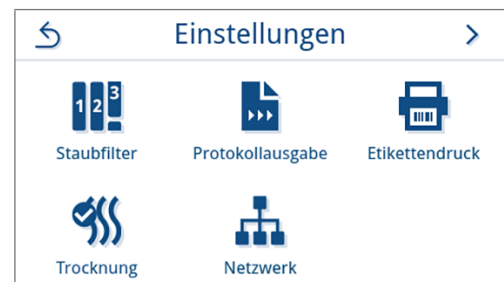 Einstellungen
1 2 3
Staubfilter Protokollausgabe Etikettendruck
Trocknung Netzwerk